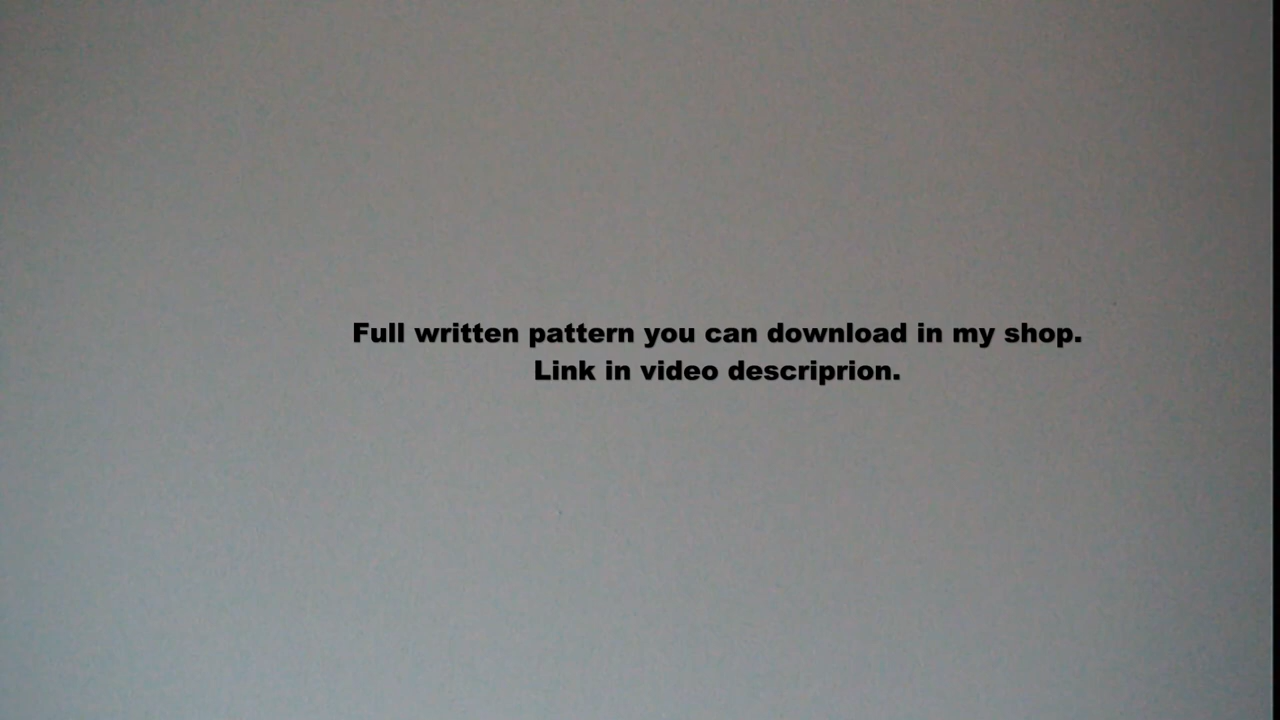 Full written pattern you can download in my shop.
Link in video descriprion.